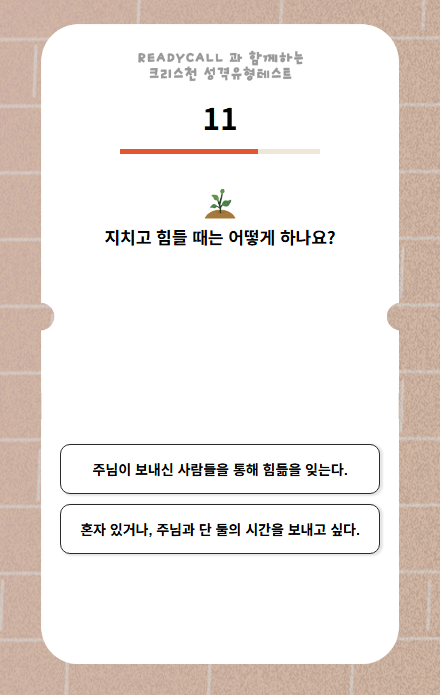 READYCALL 과 함께하는
크리스천 성격유형테스트
11
지치고 힘들 때는 어떻게 하나요?
주님이 보내신 사람들을 통해 힘듦을 잊는다.
혼자 있거나, 주님과 단 둘의 시간을 보내고 싶다.